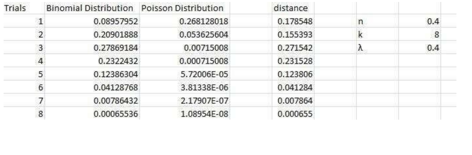 Trials Binomial Distribution Poisson Distribution distance
1 0.08957952 0.268128018 0.178548 n 0.4
2 0.20901888 0.053625604 0.155393 k 8
3 0.27869184 0.00715008 0.271542 λ 0.4
4 0.2322432 0.000715008 0.231528
5 0.12386304 5.72006E-05 0.123806
6 0.04128768 3.81338E-06 0.041284
7 0.00786432 2.17907E-07 0.007864
8 0.00065536 1.08954E-08 0.000655